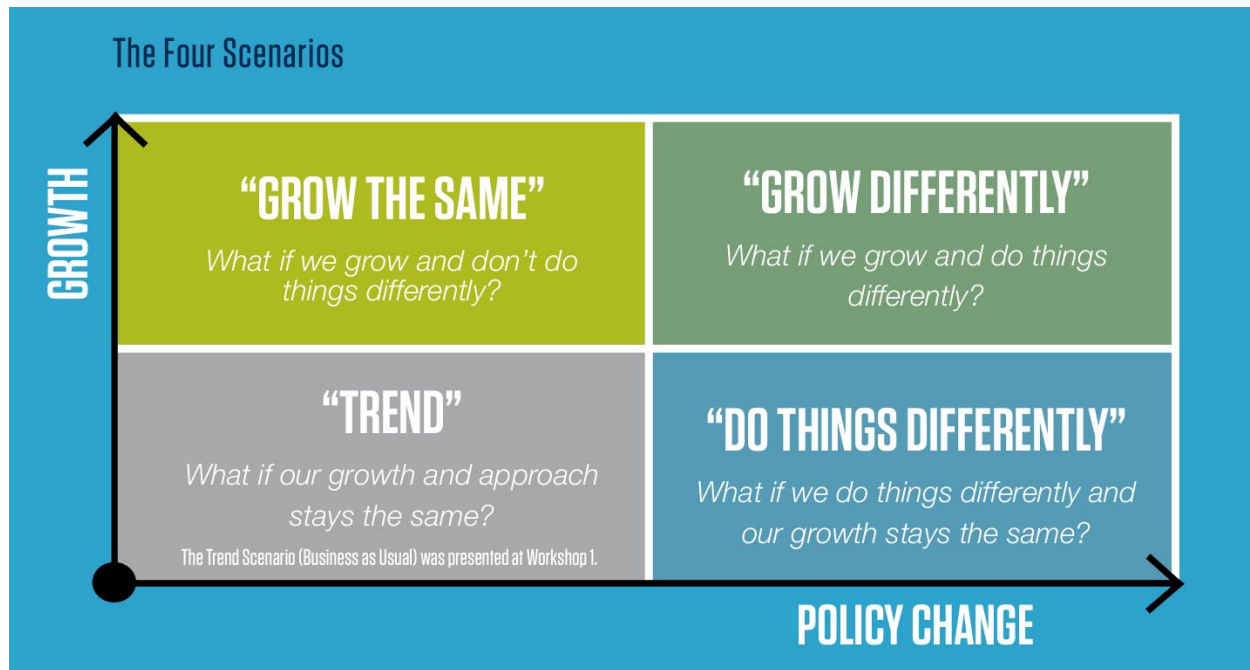 The Four Scenarios
GROWTH
“GROW THE SAME”
What if we grow and don’t do
things differently?
“GROW DIFFERENTLY”
What if we grow and do things
differently?
“TREND”
What if our growth and approach
stays the same?
The Trend Scenario (Business as Usual) was presented at Workshop 1.
“DO THINGS DIFFERENTLY”
What if we do things differently and
our growth stays the same?
POLICY CHANGE